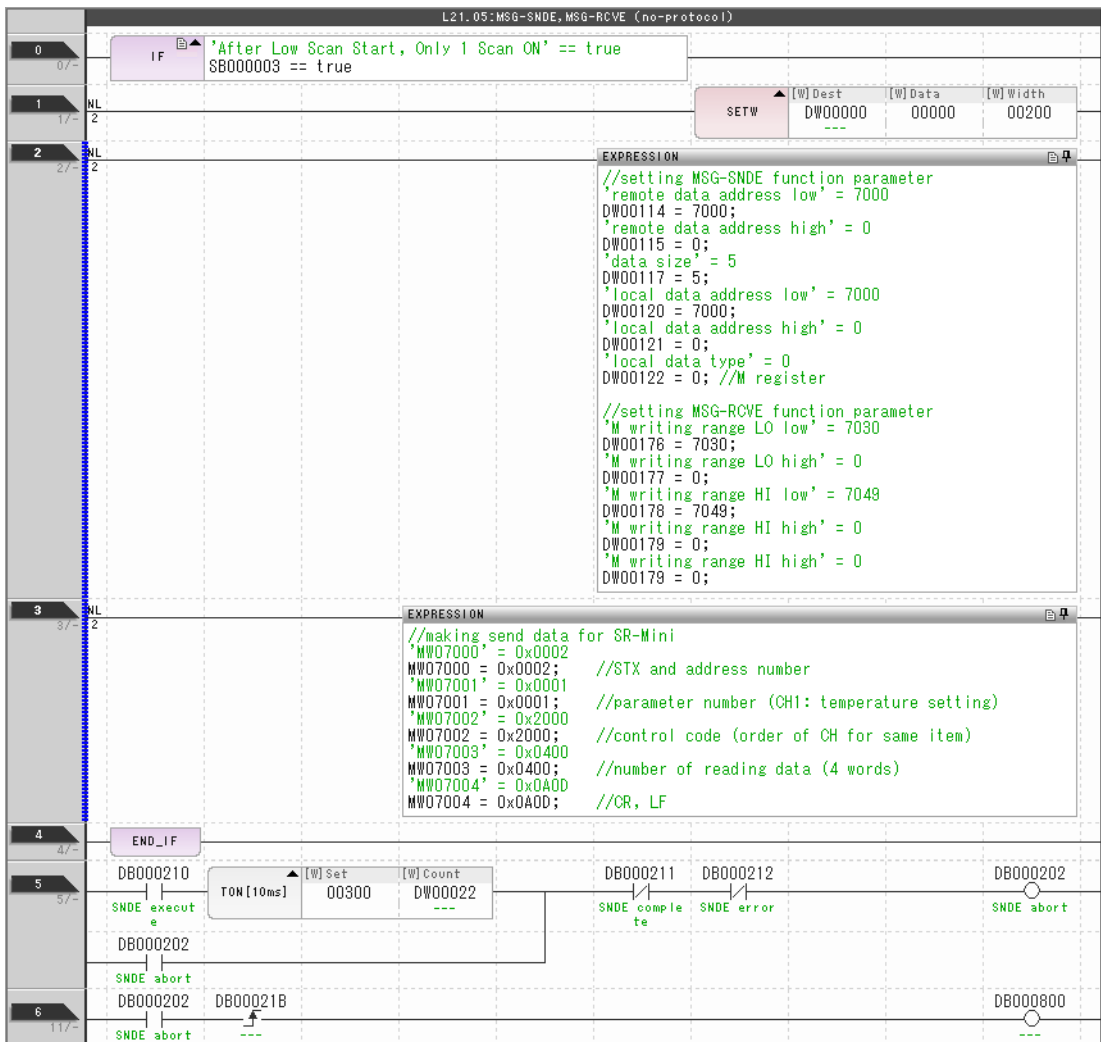 L21.05:MSG-SNDE,MSG-RCVE (no-protocol)
0
0/-
IF
'After Low Scan Start, Only 1 Scan ON' == true
SB000003 == true
1
1/-
NL
2
SETW
[W]Dest [W]Data [W]Width
DW00000 00000 00200
---
2
2/-
NL
2
EXPRESSION
//setting MSG-SNDE function parameter
'remote data address low' = 7000
DW00114 = 7000;
'remote data address high' = 0
DW00115 = 0;
'data size' = 5
DW00117 = 5;
'local data address low' = 7000
DW00120 = 7000;
'local data address high' = 0
DW00121 = 0;
'local data type' = 0
DW00122 = 0; //M register
//setting MSG-RCVE function parameter
'M writing range LO low' = 7030
DW00176 = 7030;
'M writing range LO high' = 0
DW00177 = 0;
'M writing range HI low' = 7049
DW00178 = 7049;
'M writing range HI high' = 0
DW00179 = 0;
'M writing range HI high' = 0
DW00179 = 0;
3
3/-
NL
2
EXPRESSION
//making send data for SR-Mini
'MW07000' = 0x0002
MW07000 = 0x0002; //STX and address number
'MW07001' = 0x0001
MW07001 = 0x0001; //parameter number (CH1: temperature setting)
'MW07002' = 0x2000
MW07002 = 0x2000; //control code (order of CH for same item)
'MW07003' = 0x0400
MW07003 = 0x0400; //number of reading data (4 words)
'MW07004' = 0x0A0D
MW07004 = 0x0A0D; //CR, LF
4
4/-
END_IF
5
5/-
DB000210
SNDE execut
e
TON[10ms]
[W]Set [W]Count
00300 DW00022
---
DB000211
SNDE comple
te
DB000212
SNDE error
DB000202
SNDE abort
DB000202
SNDE abort
6
11/-
DB000202
SNDE abort
DB00021B
---
DB000800
---